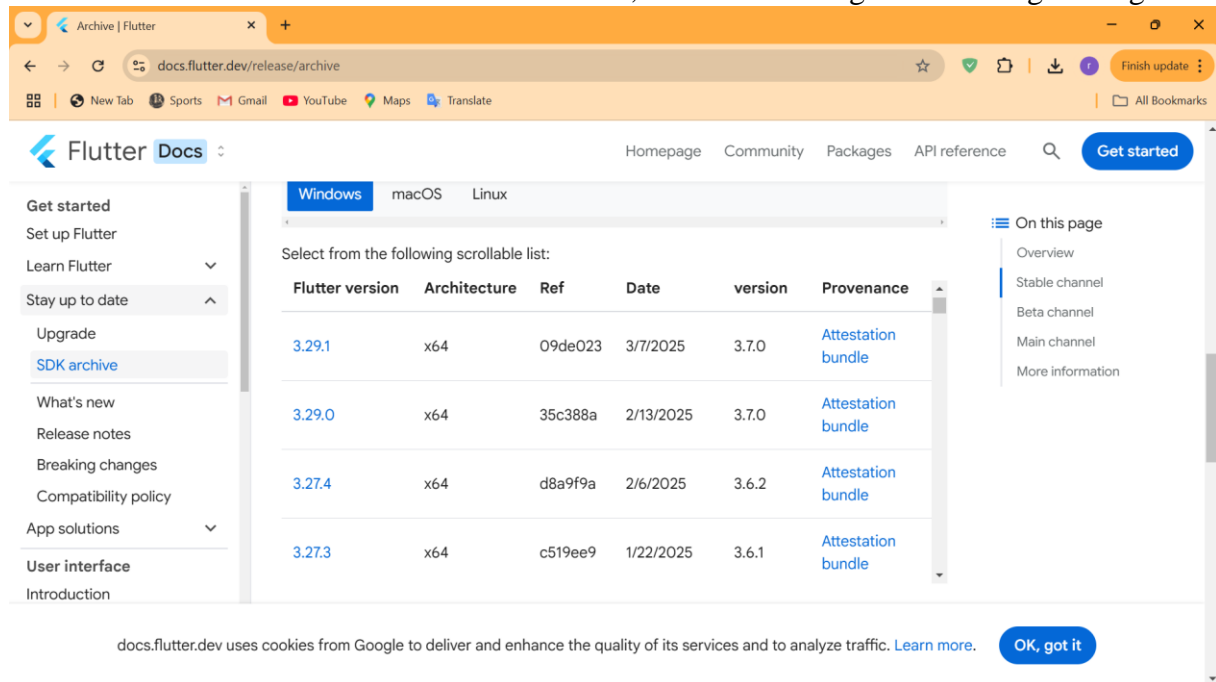 Archive | Flutter
docs.flutter.dev/release/archive
Finish update
New Tab Sports Gmail YouTube Maps Translate All Bookmarks
Flutter Docs
Homepage Community Packages API reference Get started
Get started
Set up Flutter
Learn Flutter
Stay up to date
Upgrade
SDK archive
What's new
Release notes
Breaking changes
Compatibility policy
App solutions
User interface
Introduction
Windows macOS Linux
Select from the following scrollable list:
Flutter version Architecture Ref Date version Provenance
3.29.1 x64 09de023 3/7/2025 3.7.0 Attestation
bundle
3.29.0 x64 35c388a 2/13/2025 3.7.0 Attestation
bundle
3.27.4 x64 d8a9f9a 2/6/2025 3.6.2 Attestation
bundle
3.27.3 x64 c519ee9 1/22/2025 3.6.1 Attestation
bundle
On this page
Overview
Stable channel
Beta channel
Main channel
More information
docs.flutter.dev uses cookies from Google to deliver and enhance the quality of its services and to analyze traffic. Learn more. OK, got it